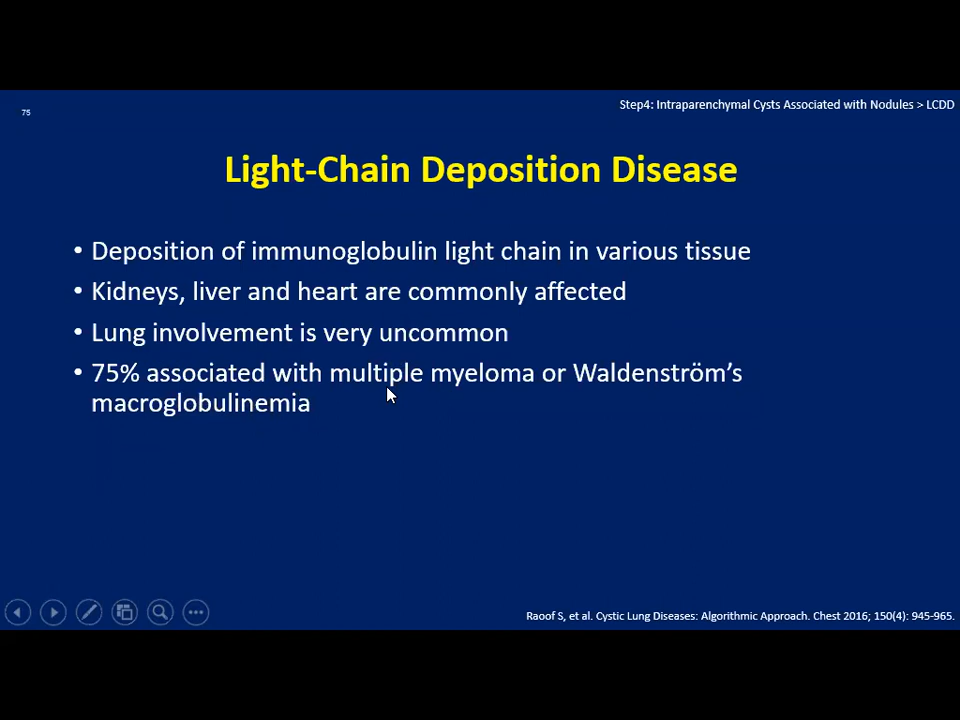 Step4: Intraparenchymal Cysts Associated with Nodules > LCDD
75
Light-Chain Deposition Disease
• Deposition of immunoglobulin light chain in various tissue
• Kidneys, liver and heart are commonly affected
• Lung involvement is very uncommon
• 75% associated with multiple myeloma or Waldenström’s
macroglobulinemia
Raoof S, et al. Cystic Lung Diseases: Algorithmic Approach. Chest 2016; 150(4): 945-965.